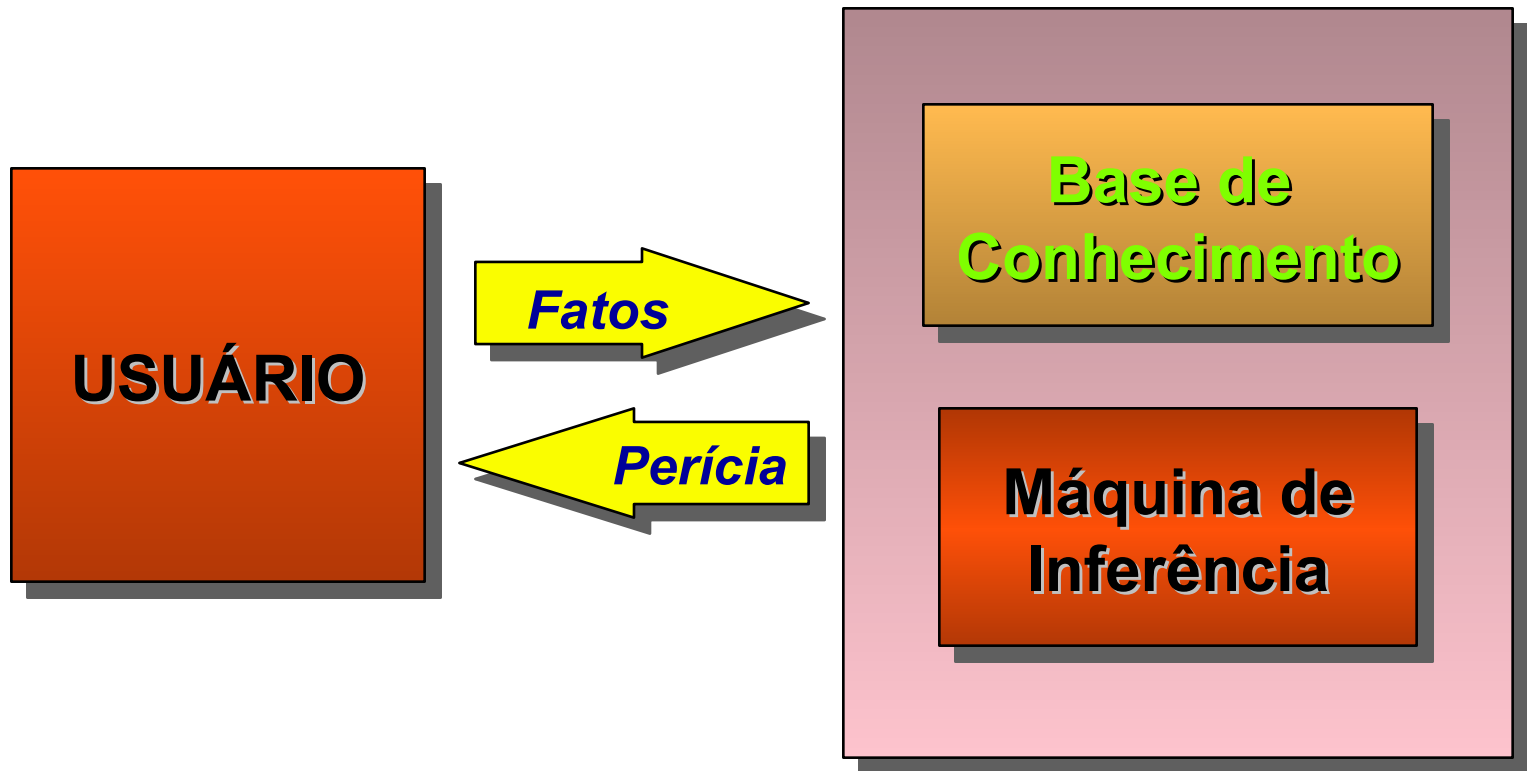 USUÁRIO
Fatos
Perícia
Base de
Conhecimento
Máquina de
Inferência